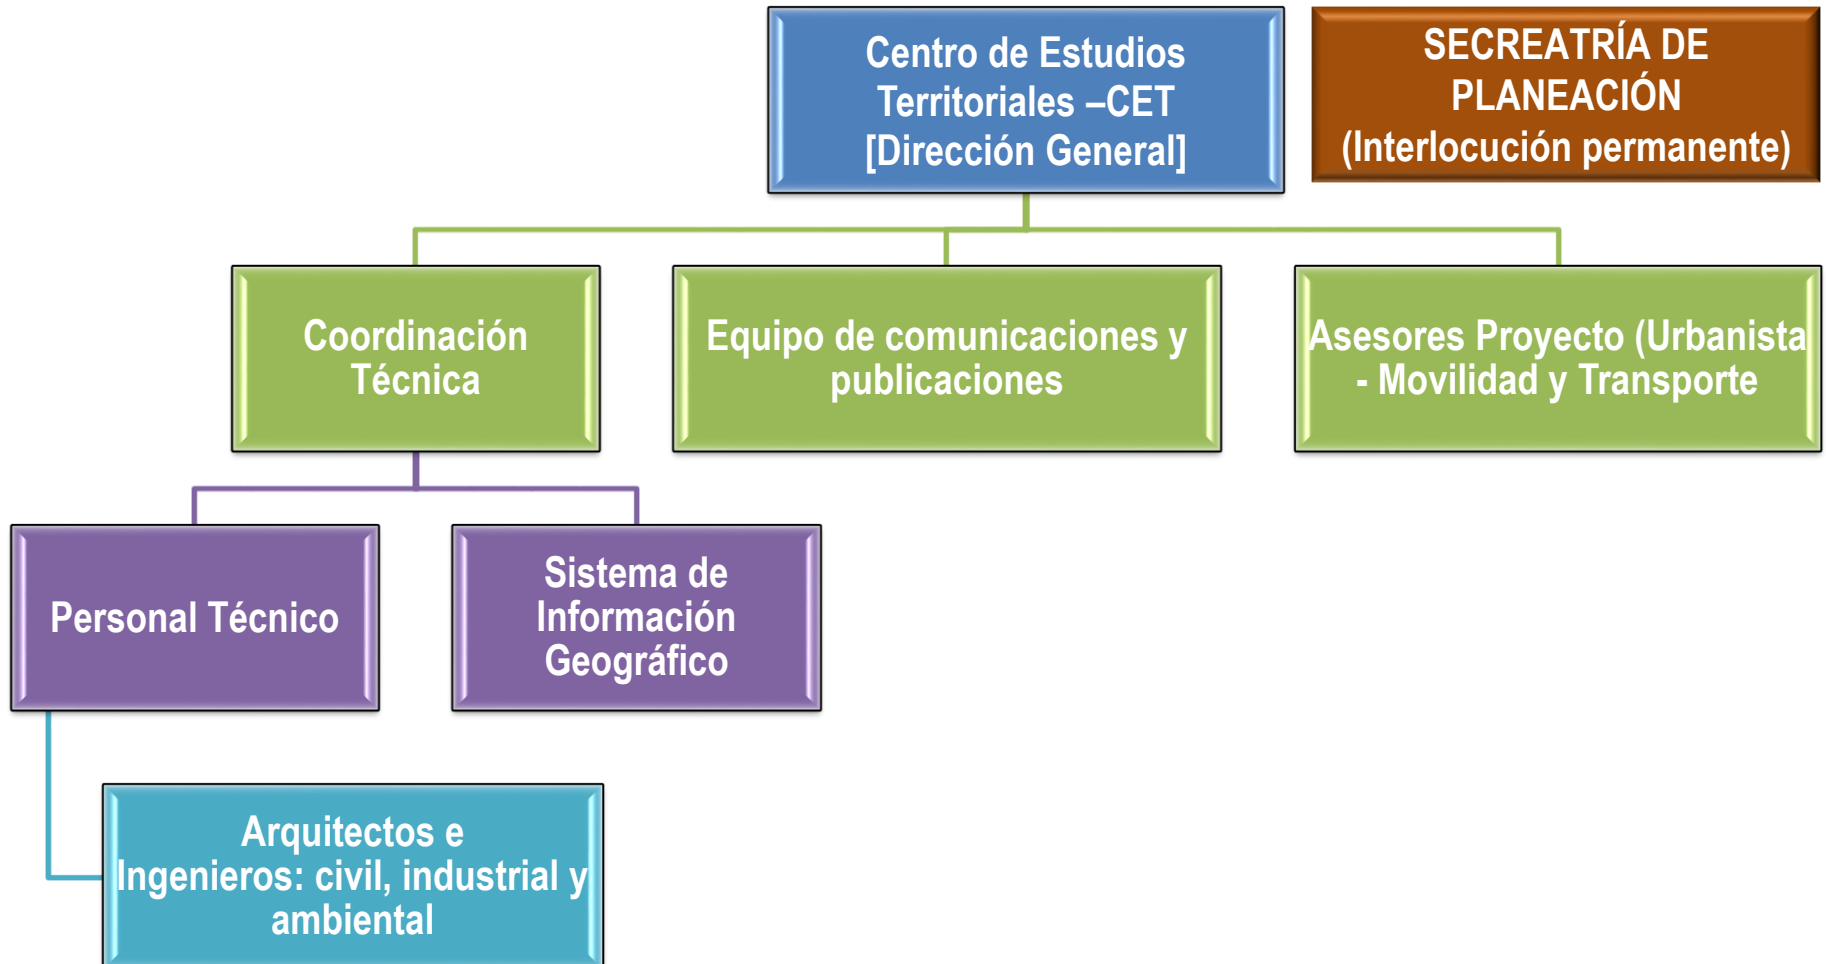 Centro de Estudios
Territoriales –CET
[Dirección General]
SECREATRÍA DE
PLANEACIÓN
(Interlocución permanente)
Coordinación
Técnica
Equipo de comunicaciones y
publicaciones
Asesores Proyecto (Urbanista
- Movilidad y Transporte
Personal Técnico
Sistema de
Información
Geográfico
Arquitectos e
Ingenieros: civil, industrial y
ambiental